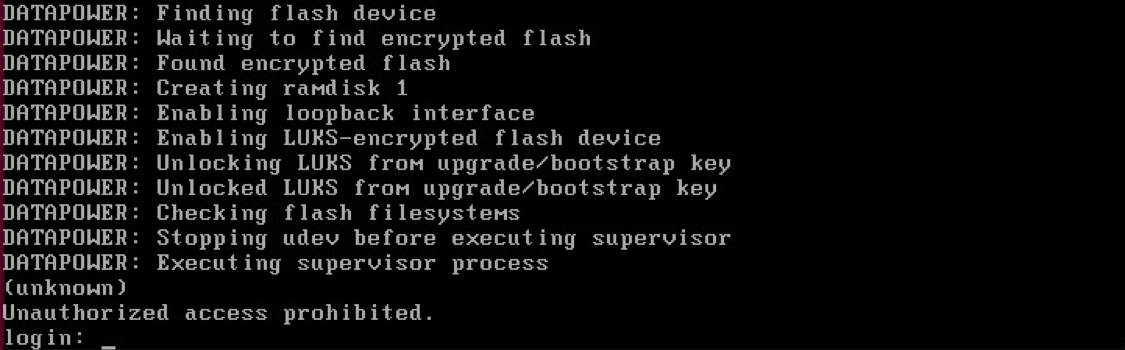 DATAPOWER: Finding flash device
DATAPOWER: Waiting to find encrypted flash
DATAPOWER: Found encrypted flash
DATAPOWER: Creating ramdisk 1
DATAPOWER: Enabling loopback interface
DATAPOWER: Enabling LUKS-encrypted flash device
DATAPOWER: Unlocking LUKS from upgrade/bootstrap key
DATAPOWER: Unlocked LUKS from upgrade/bootstrap key
DATAPOWER: Checking flash filesystems
DATAPOWER: Stopping udev before executing supervisor
DATAPOWER: Executing supervisor process
(unknown)
Unauthorized access prohibited.
login: _